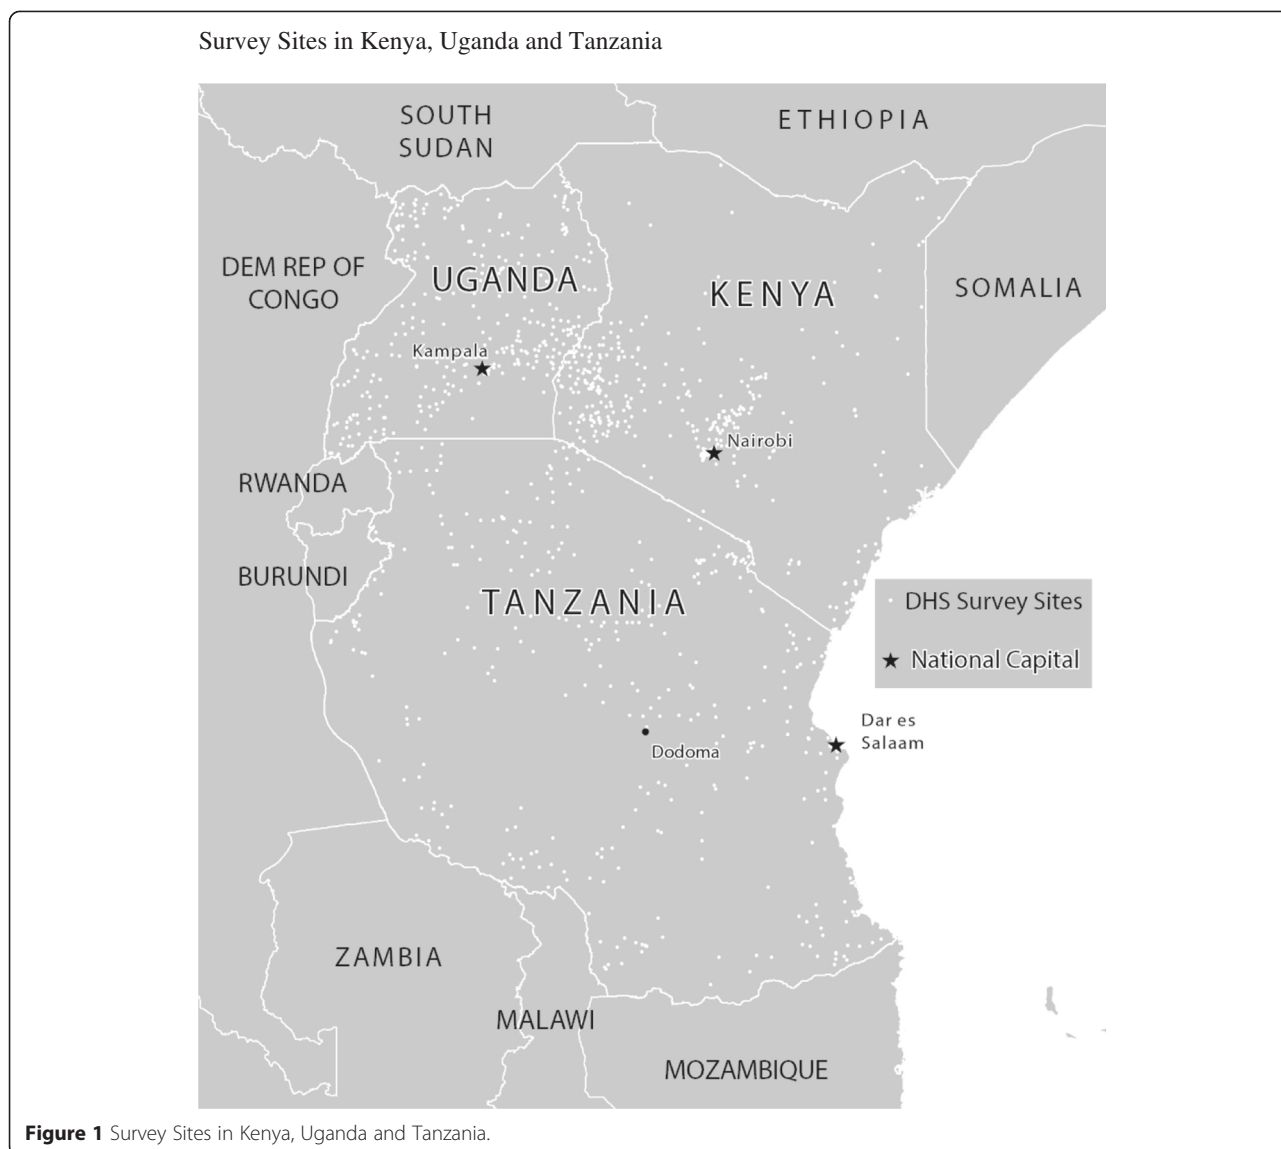 Survey Sites in Kenya, Uganda and Tanzania
SOUTH
SUDAN
ETHIOPIA
DEM REP OF
CONGO
UGANDA
KENYA
SOMALIA
Kampala
Nairobi
RWANDA
BURUNDI
TANZANIA
DHS Survey Sites
National Capital
Dar es
Salaam
Dodoma
ZAMBIA
MALAWI
MOZAMBIQUE
Figure 1 Survey Sites in Kenya, Uganda and Tanzania.